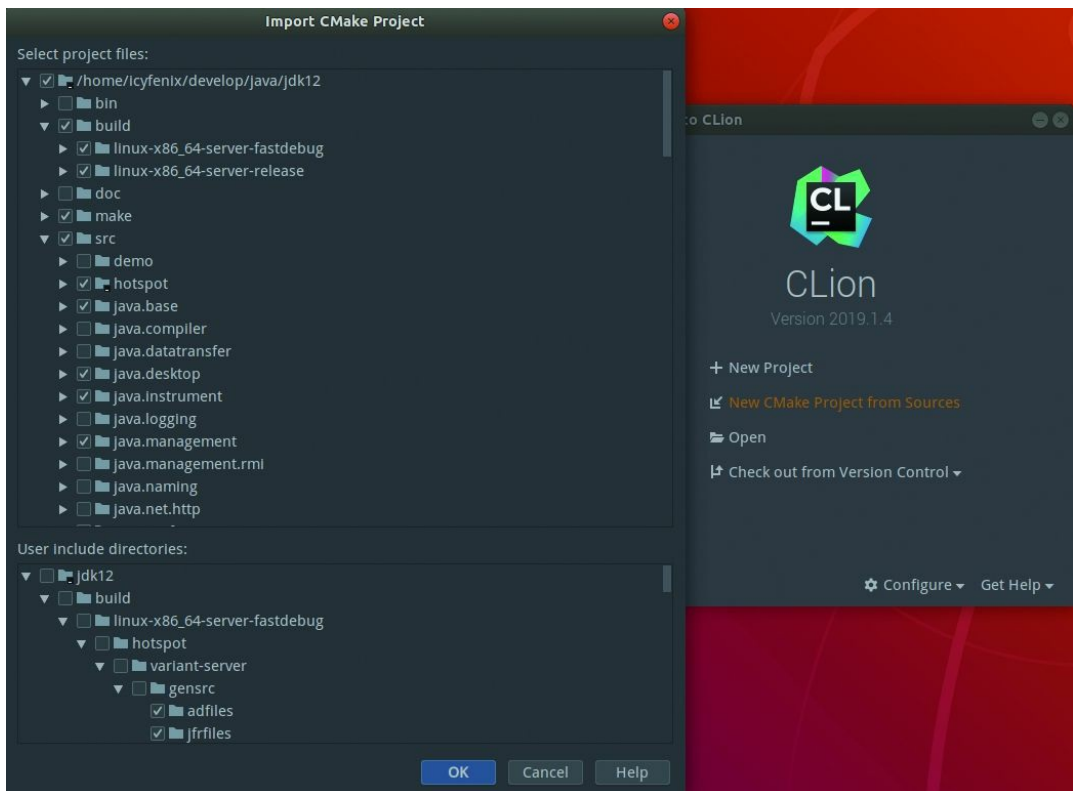 Import CMake Project
Select project files:
/home/icyfenix/develop/java/jdk12
bin
build
linux-x86_64-server-fastdebug
linux-x86_64-server-release
doc
make
src
demo
hotspot
java.base
java.compiler
java.datatransfer
java.desktop
java.instrument
java.logging
java.management
java.management.rmi
java.naming
java.net.http
User include directories:
jdk12
build
linux-x86_64-server-fastdebug
hotspot
variant-server
gensrc
adfiles
jfrfiles
OK Cancel Help
to CLion
CL
CLion
Version 2019.1.4
New Project
New CMake Project from Sources
Open
Check out from Version Control
Configure Get Help